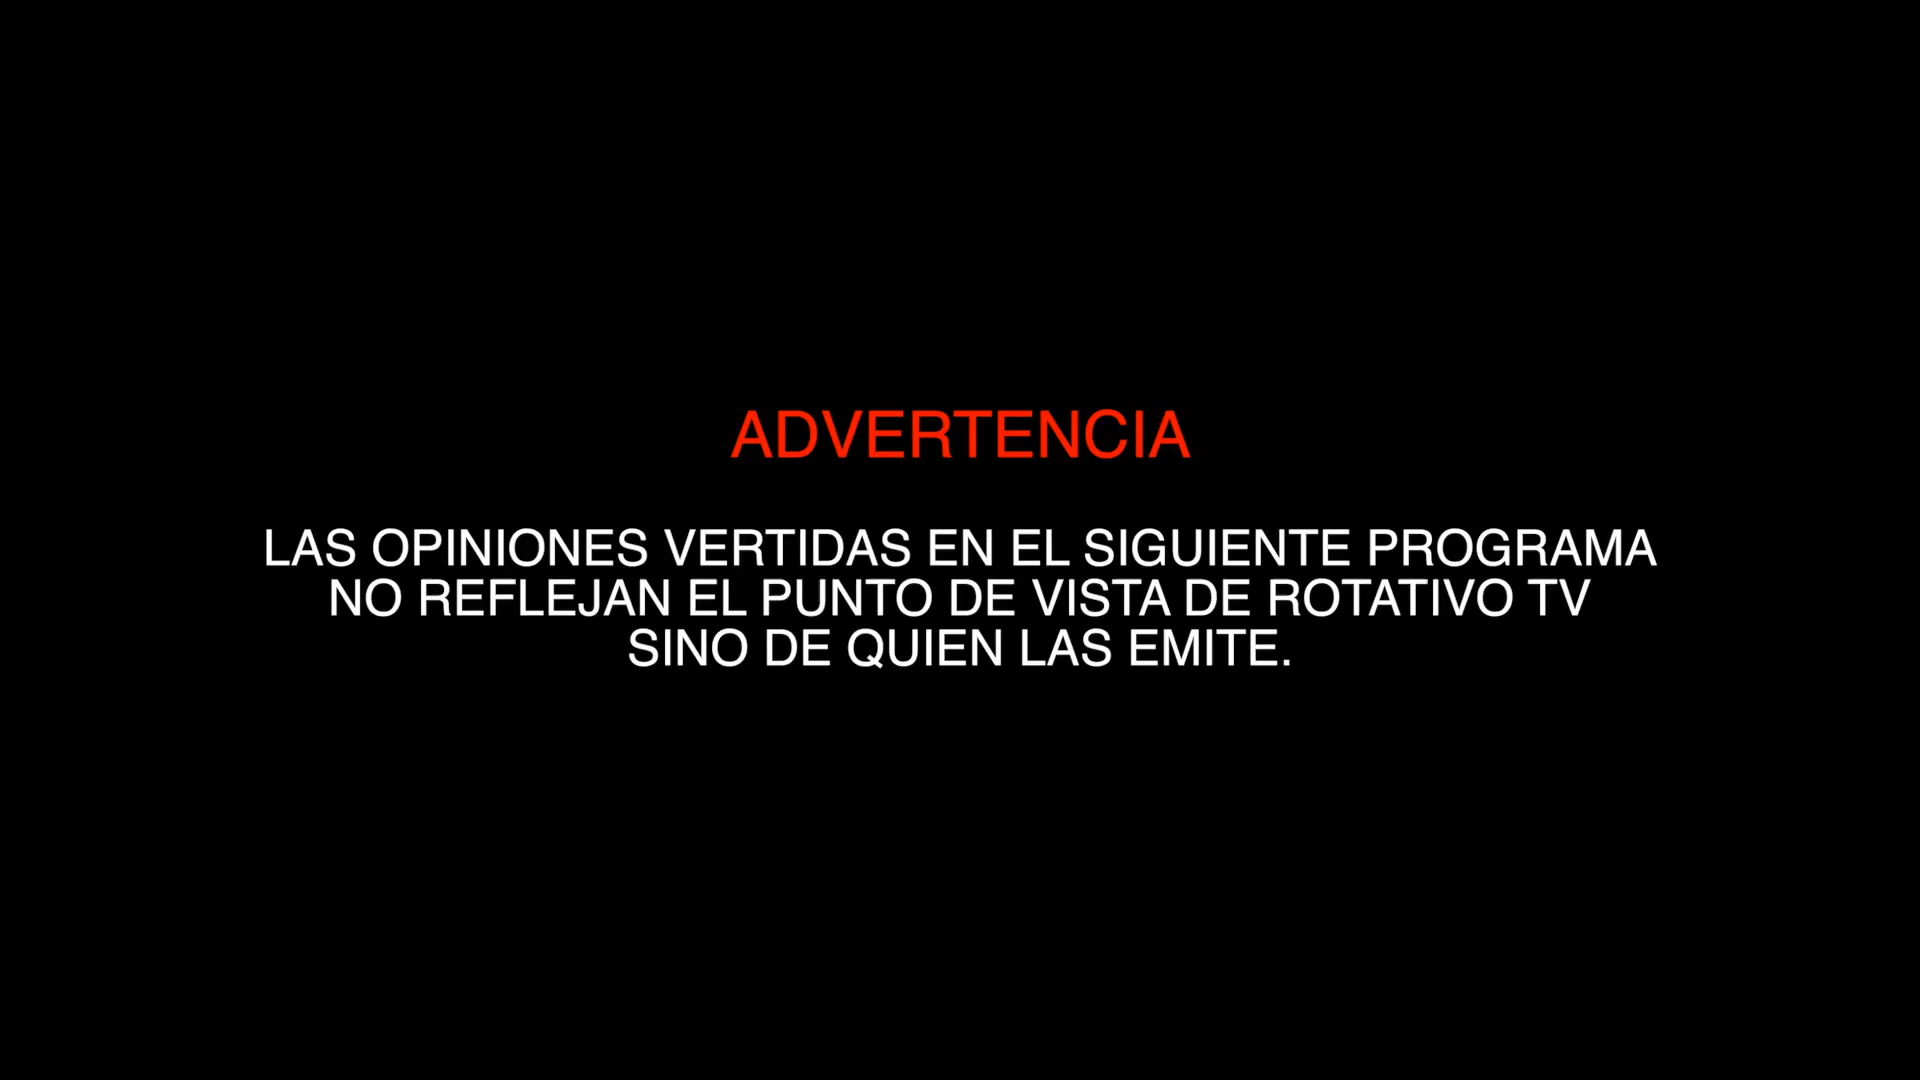 ADVERTENCIA
LAS OPINIONES VERTIDAS EN EL SIGUIENTE PROGRAMA
NO REFLEJAN EL PUNTO DE VISTA DE ROTATIVO TV
SINO DE QUIEN LAS EMITE.